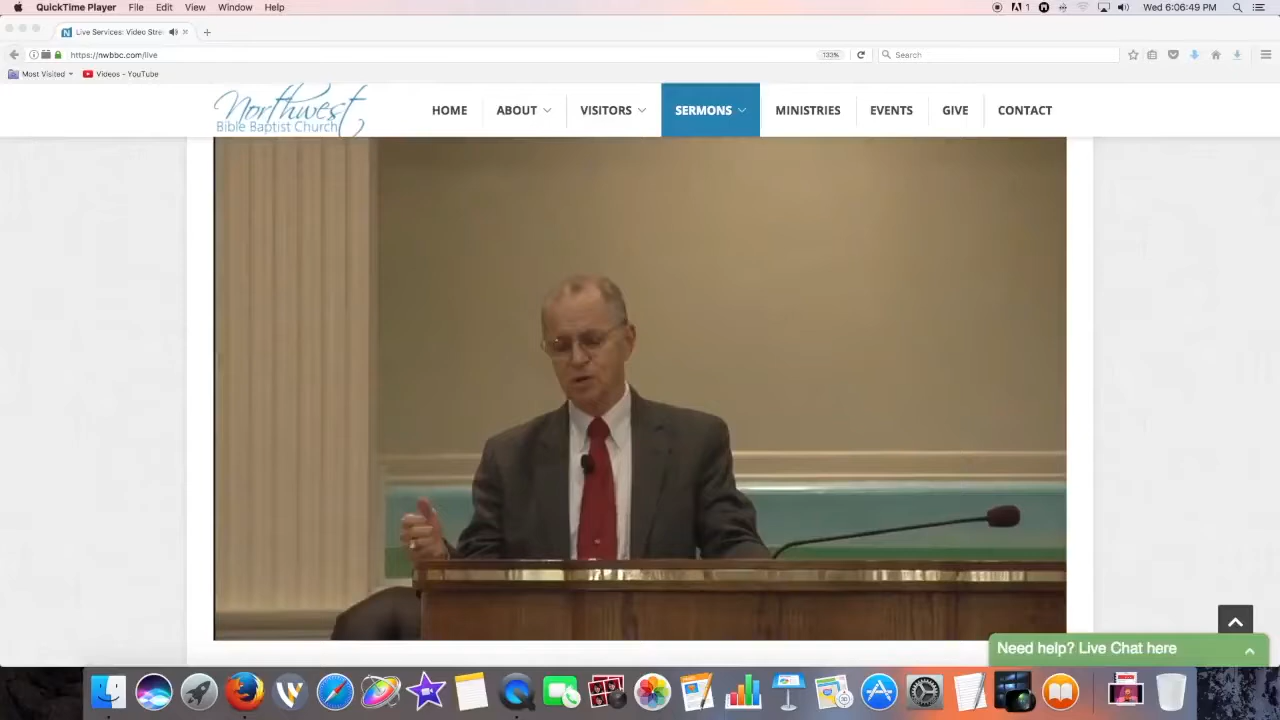 QuickTime Player File Edit View Window Help 1 Wed 6:06:49 PM
Live Services: Video Stre
https://nwbbc.com/live 133% Search
Most Visited Videos - YouTube
Northwest
Bible Baptist Church
HOME ABOUT VISITORS SERMONS MINISTRIES EVENTS GIVE CONTACT
Need help? Live Chat here